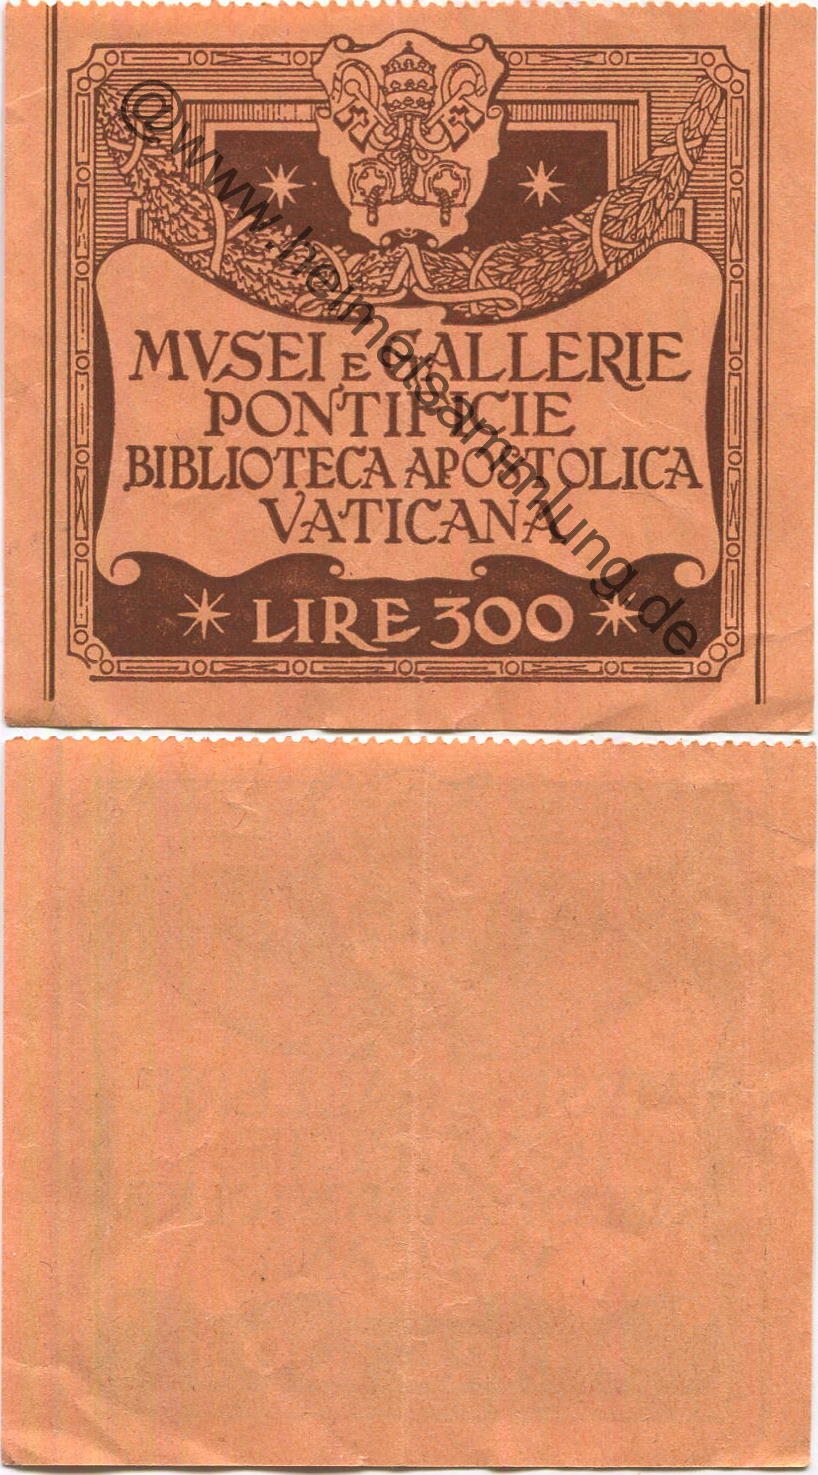 MVSEI E GALLERIE
PONTIFICIE
BIBLIOTECA APOSTOLICA
VATICANA
LIRE 300
@www.heimatsammlung.de